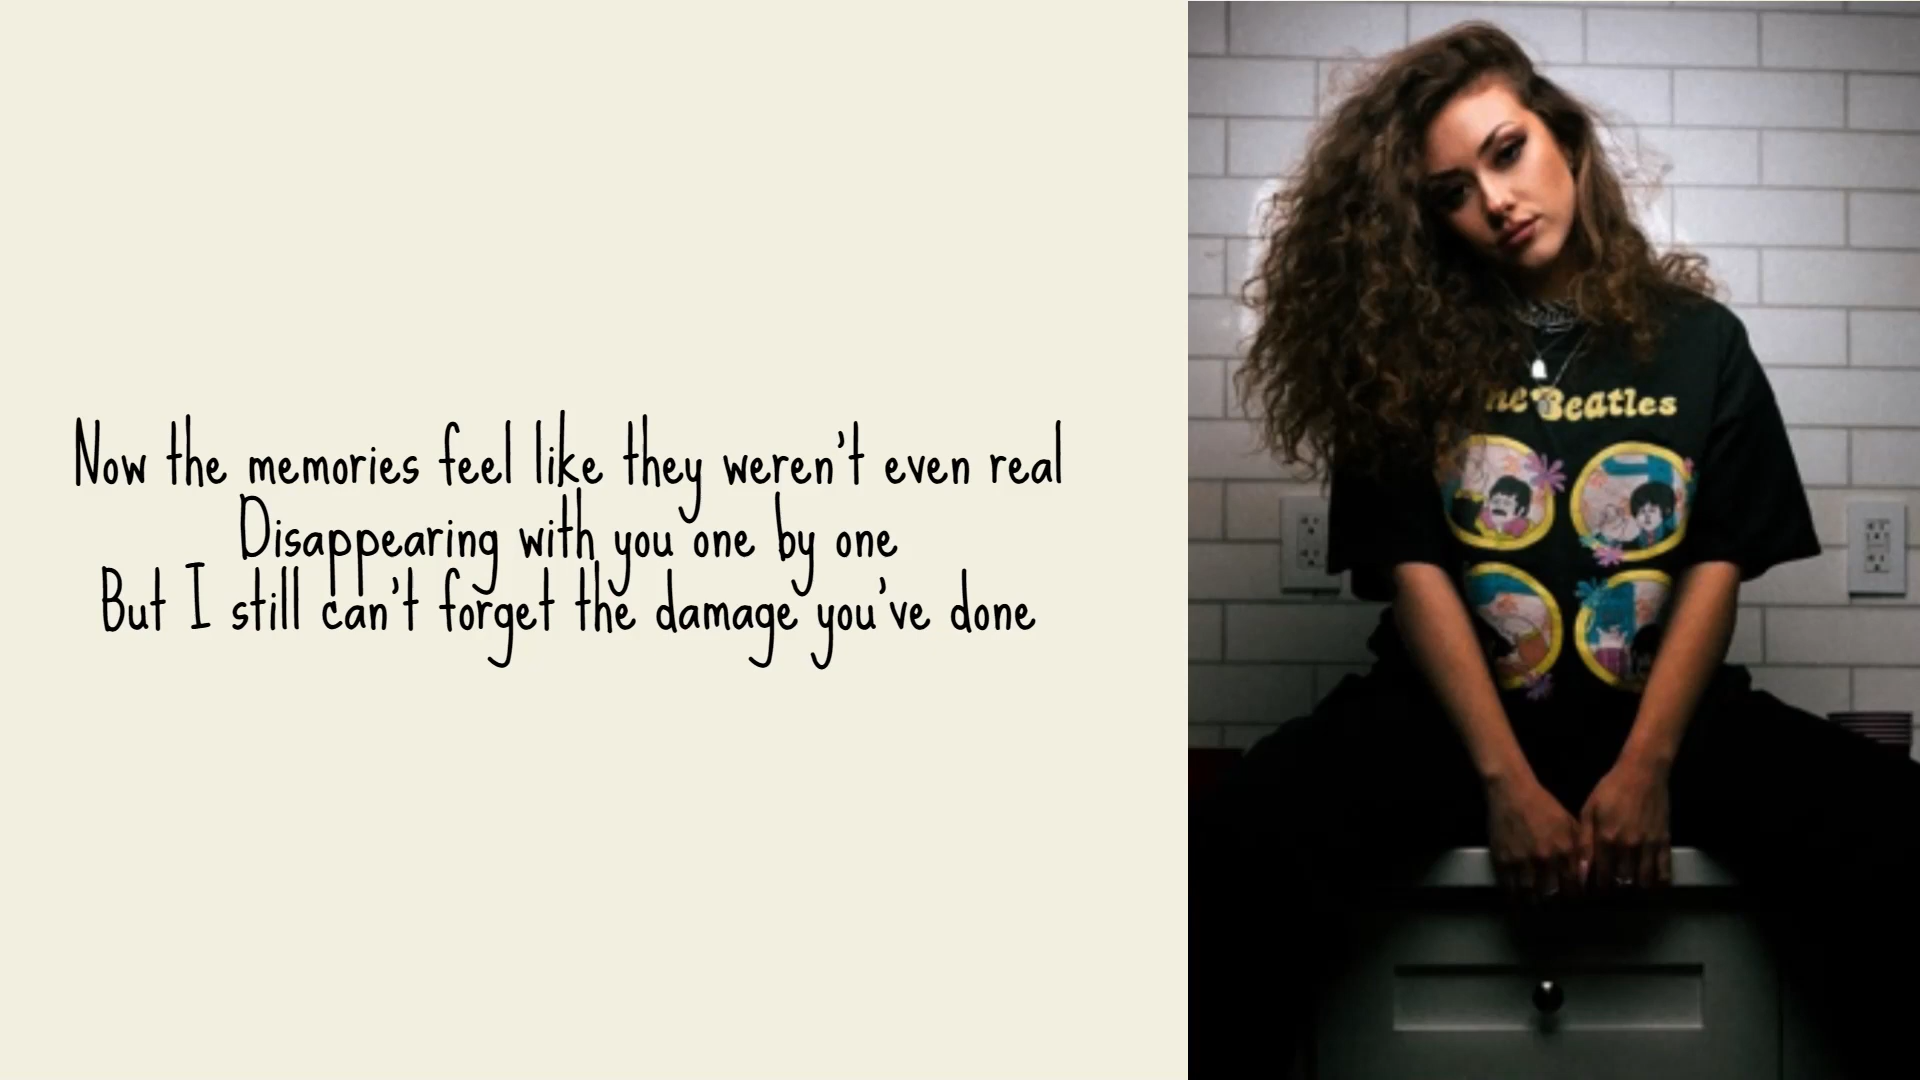 Now the memories feel like they weren't even real
Disappearing with you one by one
But I still can't forget the damage you've done
he Beatles